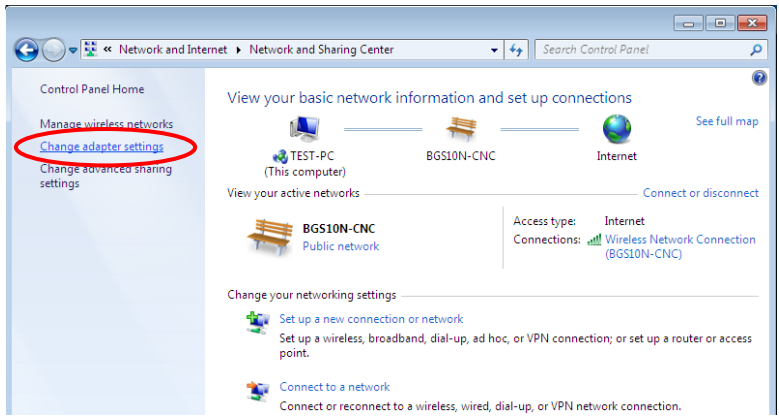 « Network and Internet ▸ Network and Sharing Center
Search Control Panel
Control Panel Home
Manage wireless networks
Change adapter settings
Change advanced sharing
settings
View your basic network information and set up connections
See full map
TEST-PC
(This computer)
BGS10N-CNC
Internet
View your active networks
Connect or disconnect
BGS10N-CNC
Public network
Access type: Internet
Connections: Wireless Network Connection
(BGS10N-CNC)
Change your networking settings
Set up a new connection or network
Set up a wireless, broadband, dial-up, ad hoc, or VPN connection; or set up a router or access
point.
Connect to a network
Connect or reconnect to a wireless, wired, dial-up, or VPN network connection.